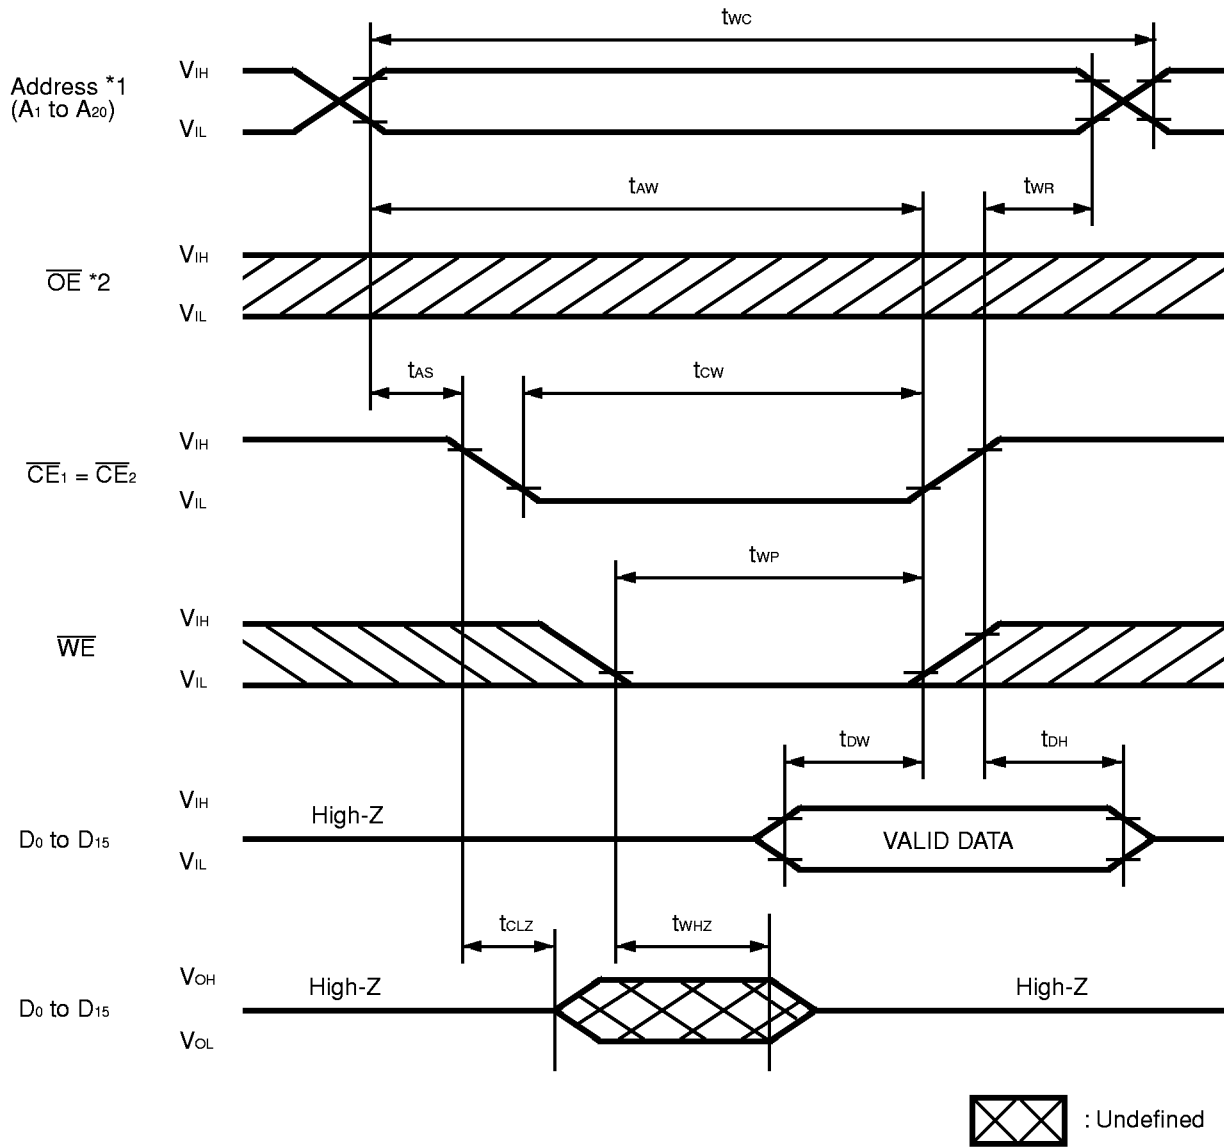 tWC
Address *1
(A1 to A20)
VIH
VIL
tAW
tWR
OE *2
VIH
VIL
tAS
tCW
CE1 = CE2
VIH
VIL
tWP
WE
VIH
VIL
tDW
tDH
D0 to D15
VIH
VIL
High-Z
VALID DATA
tCLZ
tWHZ
D0 to D15
VOH
VOL
High-Z
High-Z
: Undefined